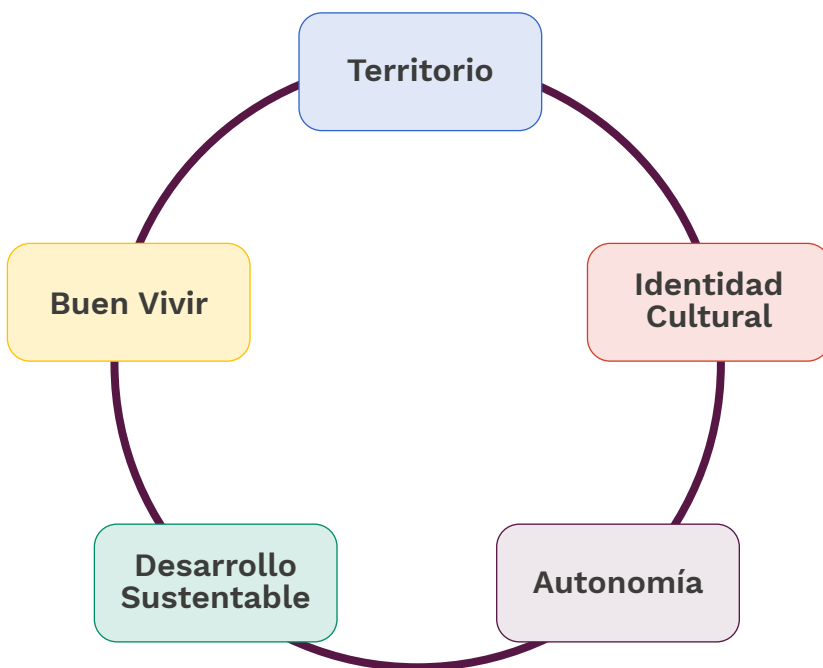 Territorio
Identidad
Cultural
Autonomía
Desarrollo
Sustentable
Buen Vivir